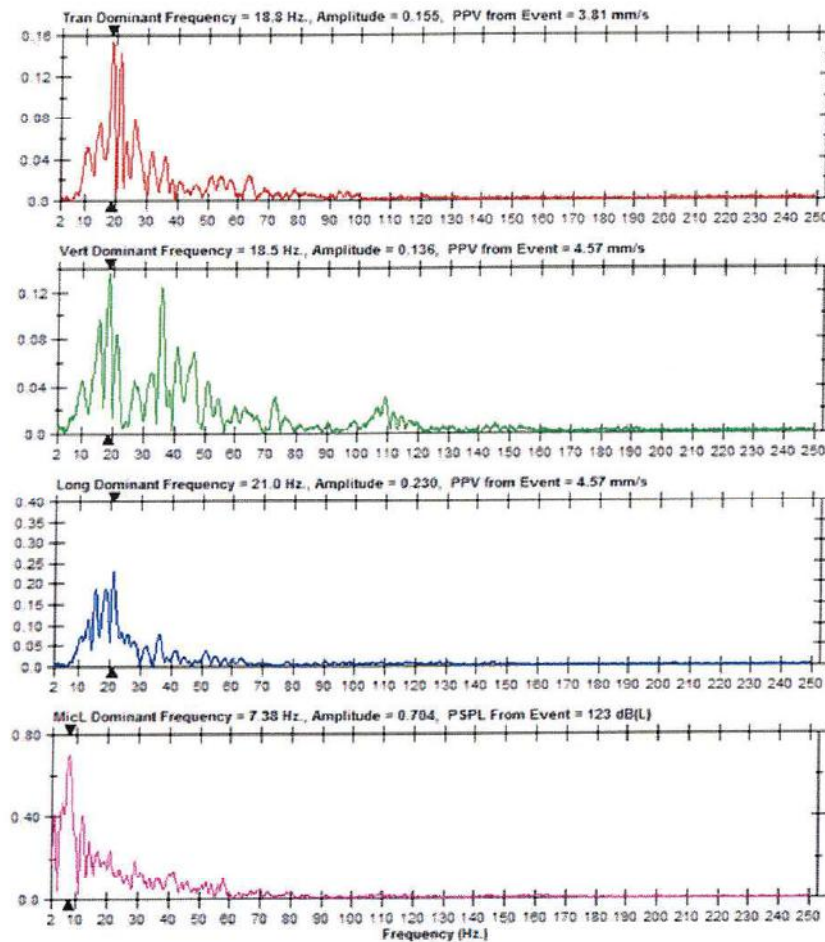 Tran Dominant Frequency = 18.8 Hz., Amplitude = 0.155, PPV from Event = 3.81 mm/s
0.16
0.12
0.08
0.04
0.0
2 10 20 30 40 50 60 70 80 90 100 110 120 130 140 150 160 170 180 190 200 210 220 230 240 250
Vert Dominant Frequency = 18.5 Hz., Amplitude = 0.136, PPV from Event = 4.57 mm/s
0.12
0.08
0.04
0.0
2 10 20 30 40 50 60 70 80 90 100 110 120 130 140 150 160 170 180 190 200 210 220 230 240 250
Long Dominant Frequency = 21.0 Hz., Amplitude = 0.230, PPV from Event = 4.57 mm/s
0.40
0.35
0.30
0.25
0.20
0.15
0.10
0.05
0.0
2 10 20 30 40 50 60 70 80 90 100 110 120 130 140 150 160 170 180 190 200 210 220 230 240 250
MicL Dominant Frequency = 7.38 Hz., Amplitude = 0.704, PSPL From Event = 123 dB(L)
0.80
0.40
0.0
2 10 20 30 40 50 60 70 80 90 100 110 120 130 140 150 160 170 180 190 200 210 220 230 240 250
Frequency (Hz.)